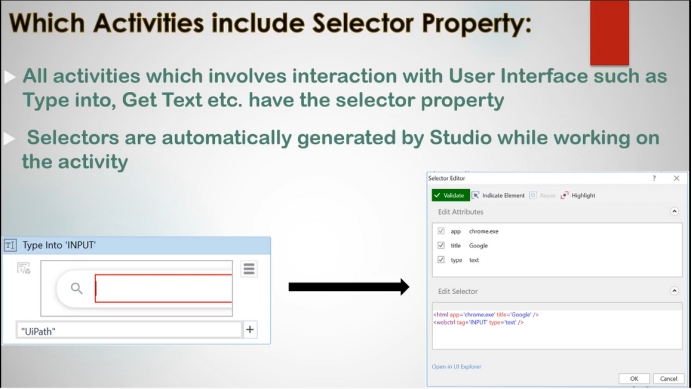 Which Activities include Selector Property:
All activities which involves interaction with User Interface such as
Type into, Get Text etc. have the selector property
Selectors are automatically generated by Studio while working on
the activity
Selector Editor
?
Validate
Indicate Element
Repair
Highlight
Edit Attributes
app chrome.exe
title Google
type text
Edit Selector
<html app='chrome.exe' title='Google' />
<webctrl tag='INPUT' type='text' />
Open in UI Explorer
OK Cancel
Type Into 'INPUT'
"UiPath"
+